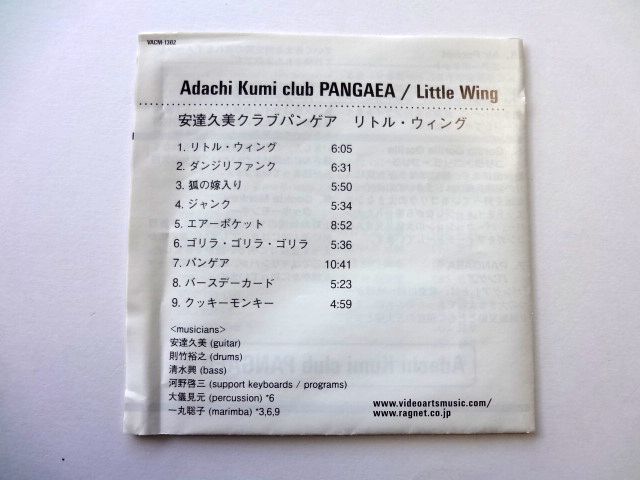 VACM-1302
Adachi Kumi club PANGAEA / Little Wing
安達久美クラブパンゲア　リトル・ウィング
1. リトル・ウィング 6:05
2. ダンジリファンク 6:31
3. 狐の嫁入り 5:50
4. ジャンク 5:34
5. エアーポケット 8:52
6. ゴリラ・ゴリラ・ゴリラ 5:36
7. パンゲア 10:41
8. バースデーカード 5:23
9. クッキーモンキー 4:59
<musicians>
安達久美 (guitar)
則竹裕之 (drums)
清水興 (bass)
河野啓三 (support keyboards / programs)
大儀見元 (percussion) *6
一丸聡子 (marimba) *3,6,9
www.videoartsmusic.com/
www.ragnet.co.jp